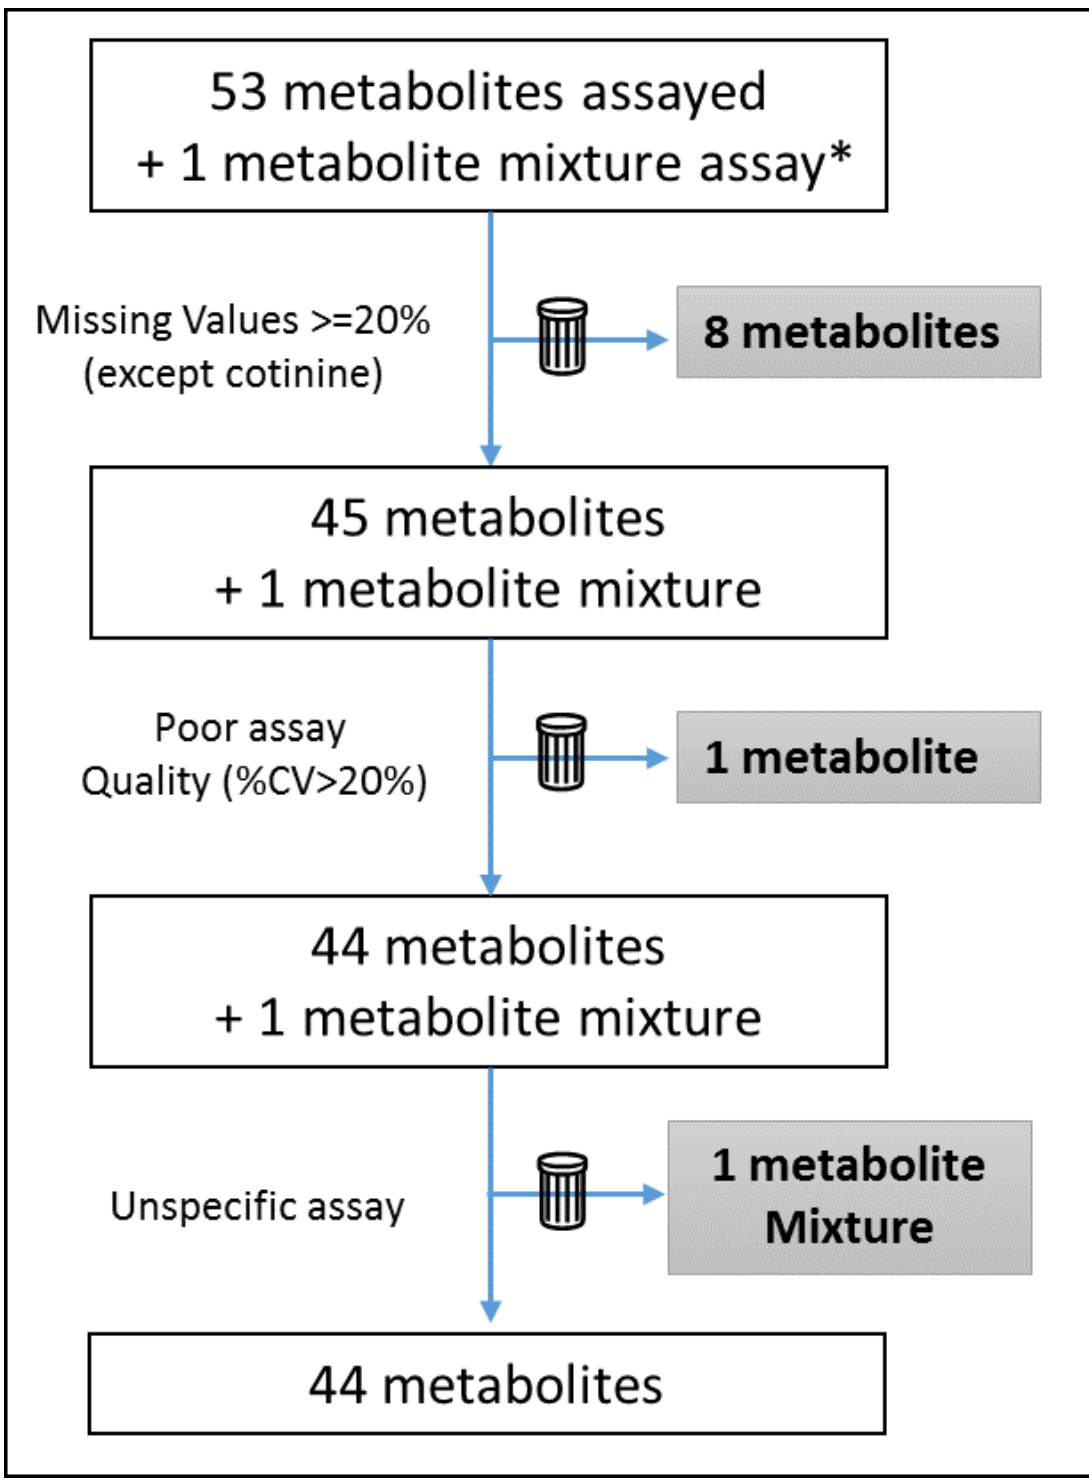 53 metabolites assayed
+ 1 metabolite mixture assay*
Missing Values >=20%
(except cotinine)
8 metabolites
45 metabolites
+ 1 metabolite mixture
Poor assay
Quality (%CV>20%)
1 metabolite
44 metabolites
+ 1 metabolite mixture
Unspecific assay
1 metabolite
Mixture
44 metabolites